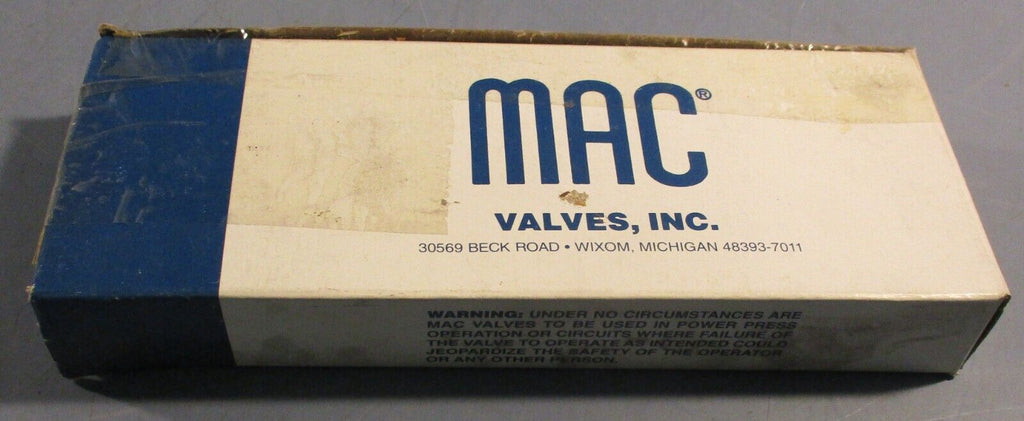 MAC®
VALVES, INC.
30569 BECK ROAD • WIXOM, MICHIGAN 48393-7011
WARNING: UNDER NO CIRCUMSTANCES ARE
MAC VALVES TO BE USED IN POWER PRESS
OPERATION OR CIRCUITS WHERE FAILURE OF
THE VALVE TO OPERATE AS INTENDED COULD
JEOPARDIZE THE SAFETY OF THE OPERATOR
OR ANY OTHER PERSON.